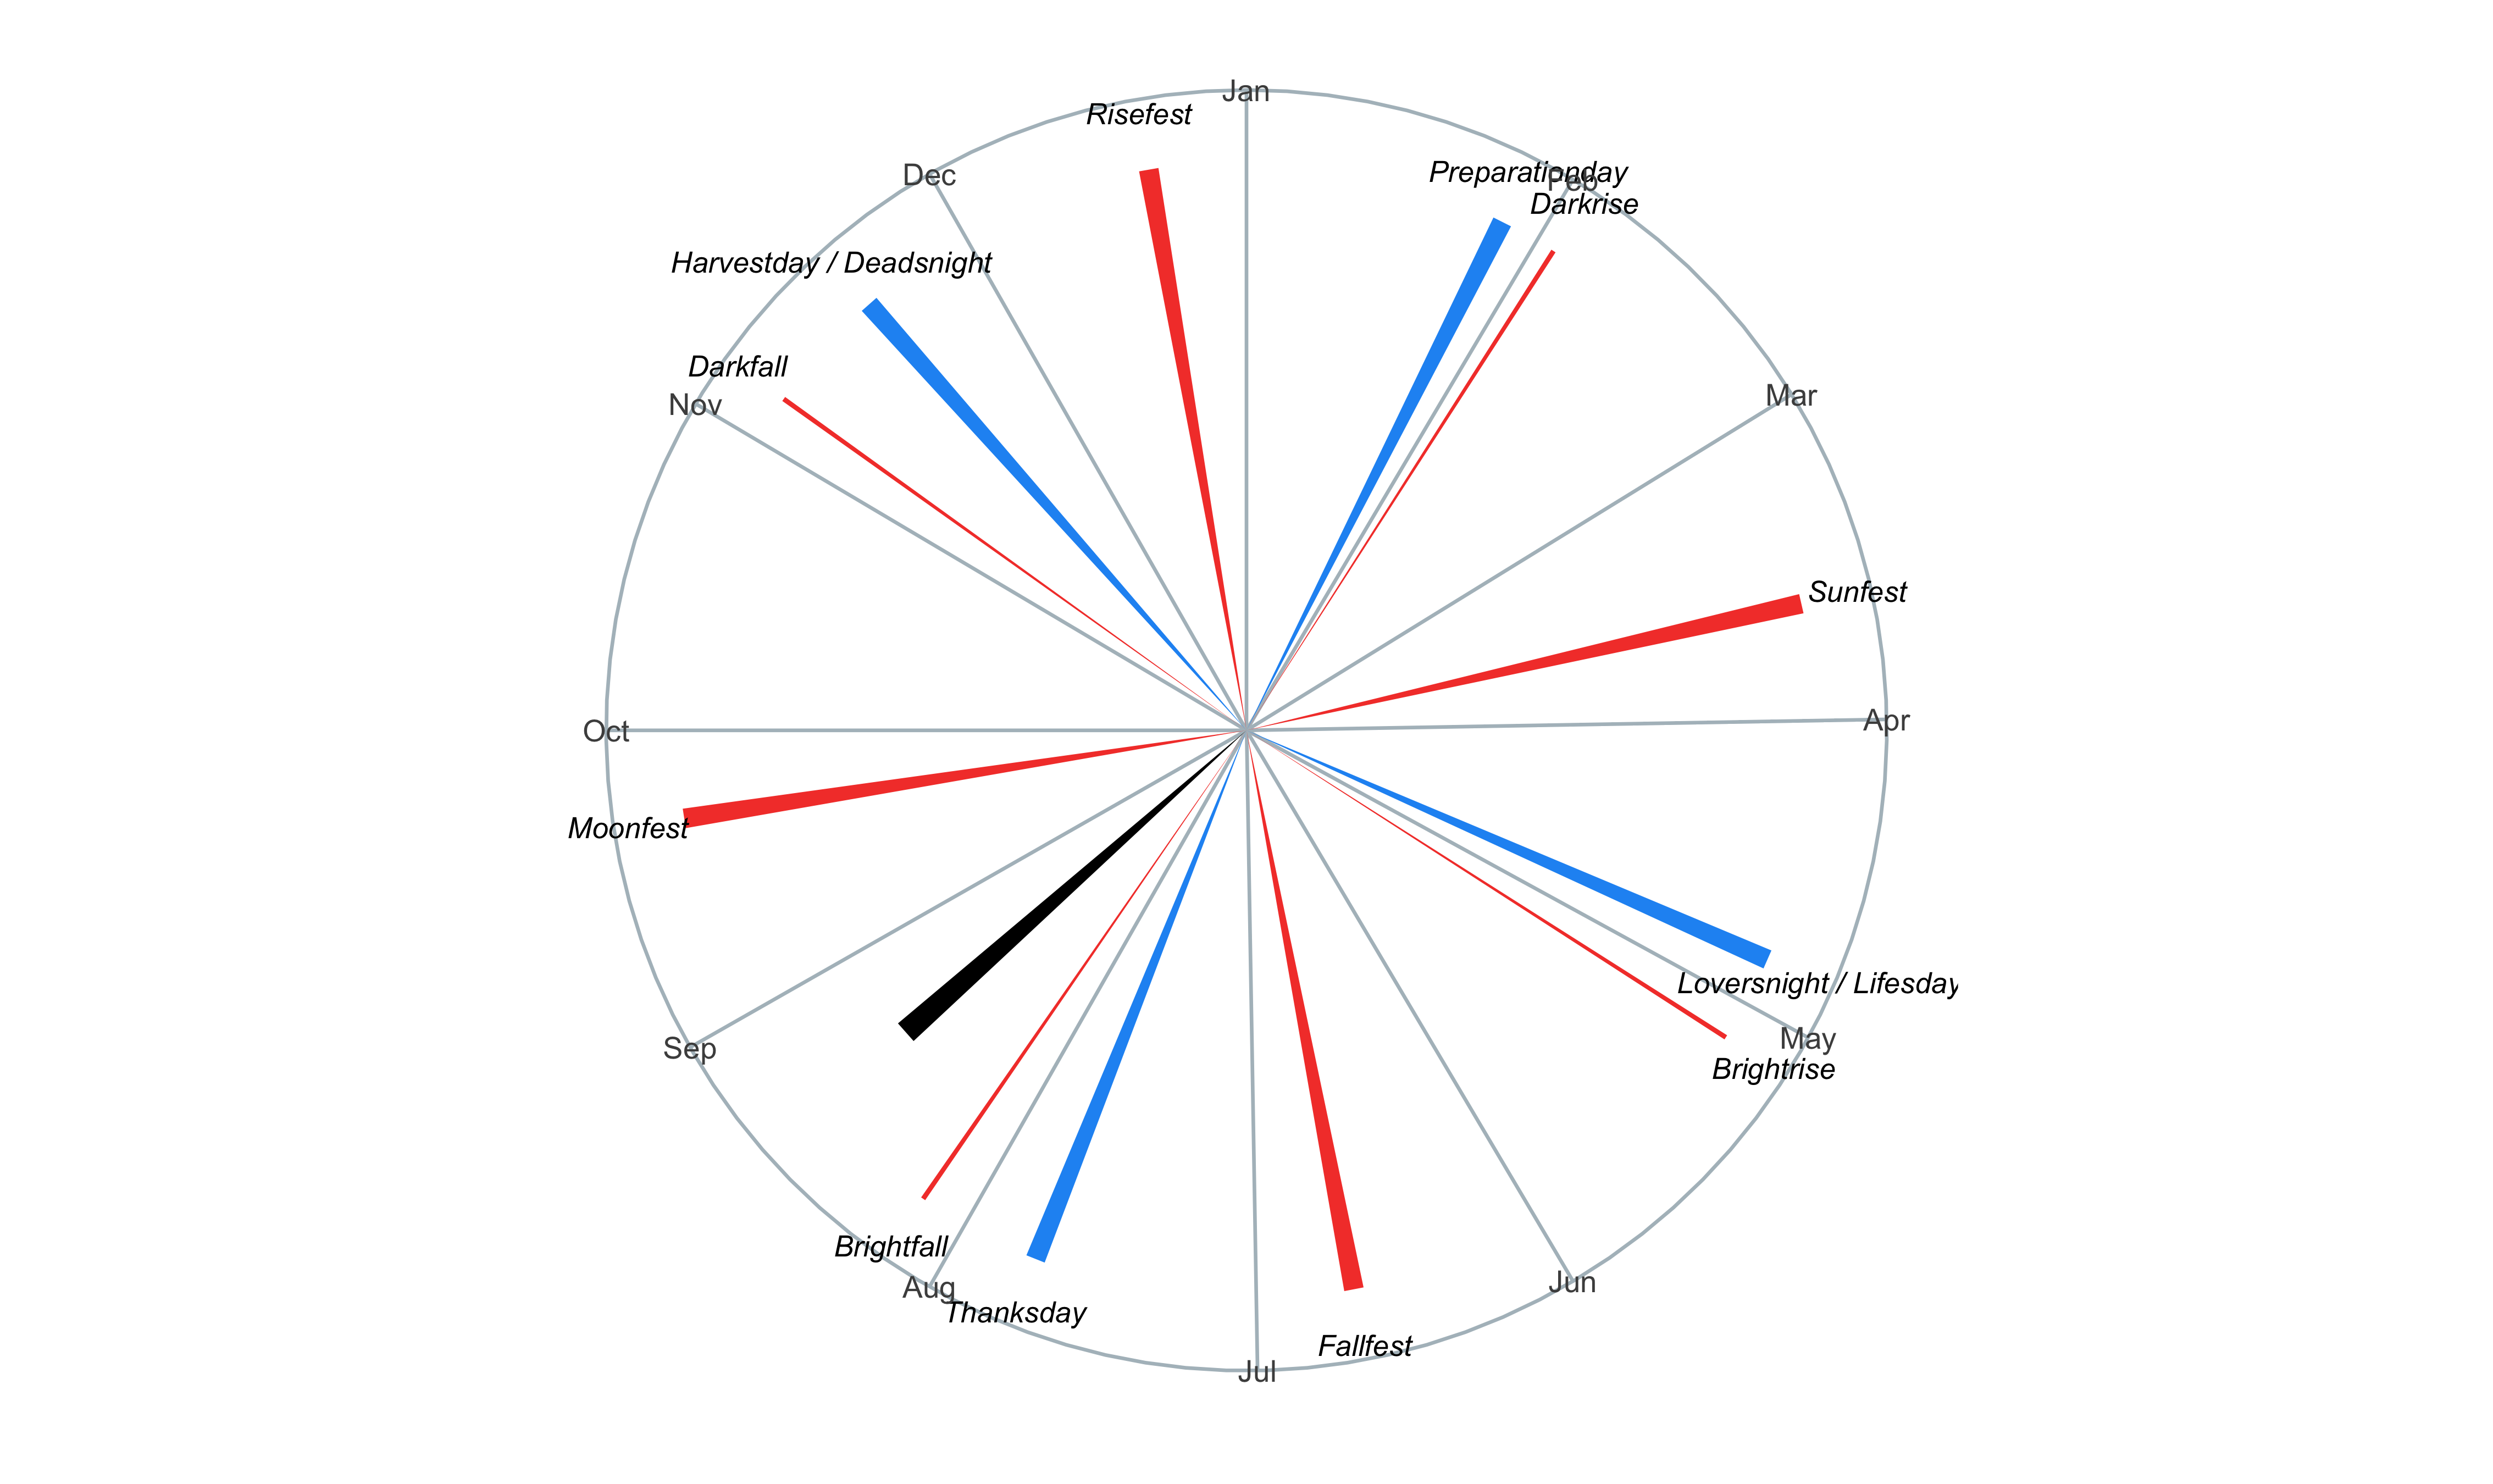 Jan
Risefest
Preparationday
Dec
Feb
Darkrise
Harvestday / Deadsnight
Darkfall
Mar
Nov
Sunfest
Apr
Oct
Moonfest
Loversnight / Lifesday
May
Sep
Brightrise
Brightfall
Jun
Aug
Thanksday
Fallfest
Jul